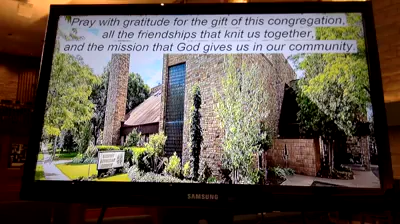 Pray with gratitude for the gift of this congregation,
all the friendships that knit us together,
and the mission that God gives us in our community.
SAMSUNG